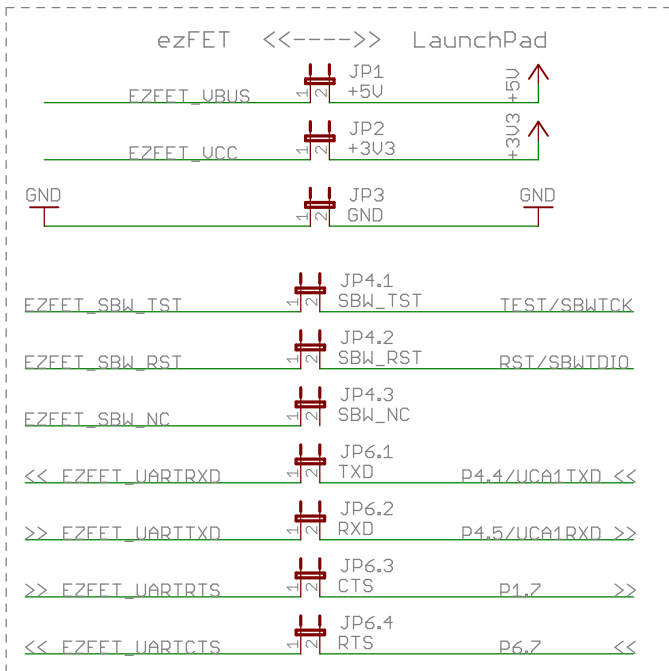 ezFET <<---->> LaunchPad
JP1
+5V
EZFET_VBUS 1 2 +5V
JP2
+3V3
EZFET_VCC 1 2 +3V3
GND JP3 GND
1 2 GND
JP4.1
EZFET_SBW_TST 1 2 SBW_TST TEST/SBWTCK
JP4.2
EZFET_SBW_RST 1 2 SBW_RST RST/SBWTDIO
JP4.3
EZFET_SBW_NC 1 2 SBW_NC
JP6.1
<< EZFET_UARTRXD 1 2 TXD P4.4/UCA1TXD <<
JP6.2
>> EZFET_UARTTXD 1 2 RXD P4.5/UCA1RXD >>
JP6.3
>> EZFET_UARTRTS 1 2 CTS P1.7 >>
JP6.4
<< EZFET_UARTCTS 1 2 RTS P6.7 <<